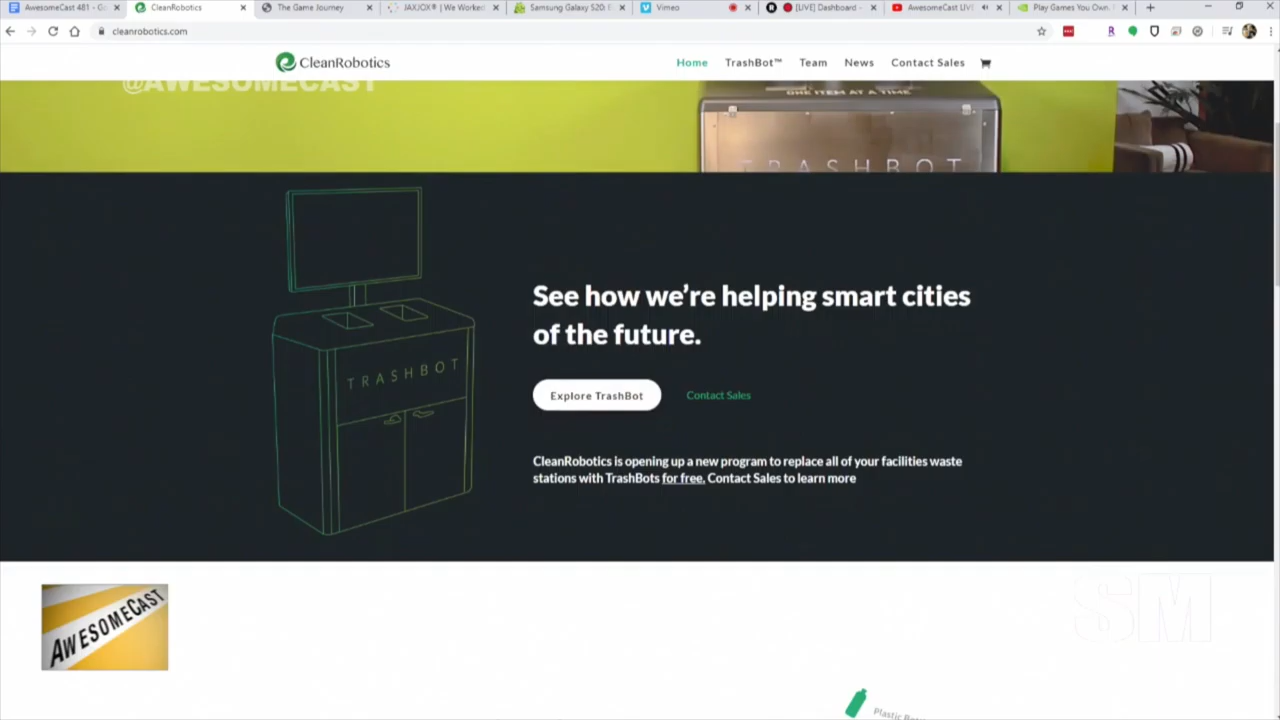 AwesomeCast 481 - Go
CleanRobotics
The Game Journey
JAXJOX® | We Worked
Samsung Galaxy S20: E
Vimeo
[LIVE] Dashboard -
AwesomeCast LIVE
Play Games You Own.
cleanrobotics.com
CleanRobotics
Home
TrashBot™
Team
News
Contact Sales
@AWESOMECAST
ONE ITEM AT A TIME
TRASHBOT
See how we're helping smart cities
of the future.
TRASHBOT
Explore TrashBot
Contact Sales
CleanRobotics is opening up a new program to replace all of your facilities waste
stations with TrashBots for free. Contact Sales to learn more
AWESOMECAST
SM
Plastic